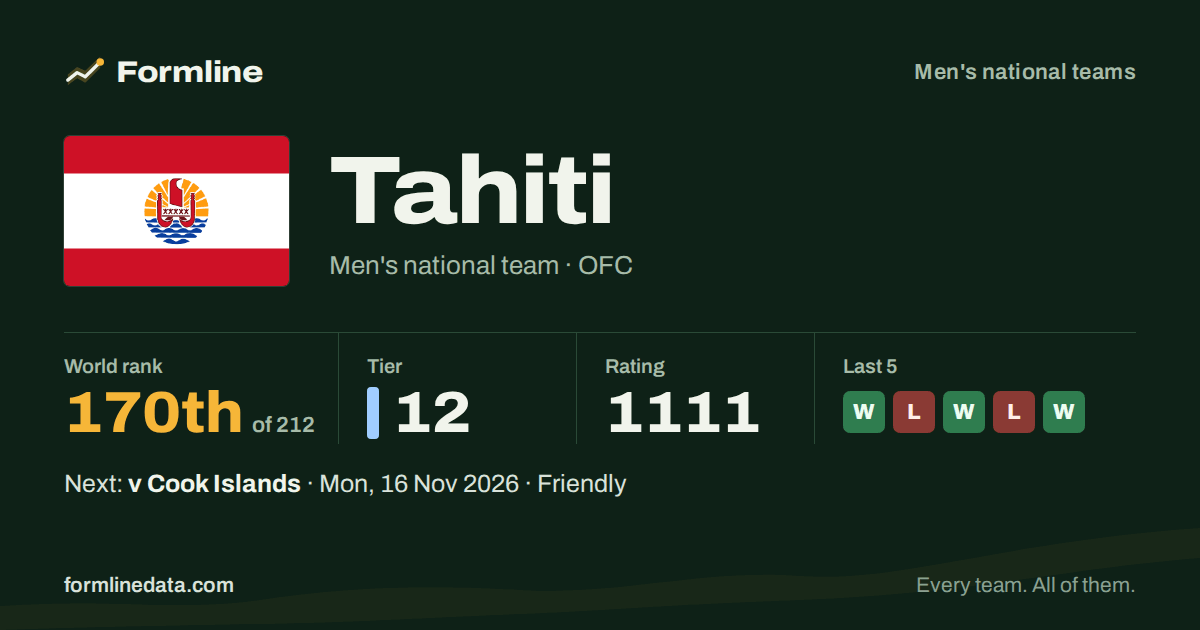 Formline
Men's national teams
Tahiti
Men's national team · OFC
World rank
170th of 212
Tier
12
Rating
1111
Last 5
W L W L W
Next: v Cook Islands · Mon, 16 Nov 2026 · Friendly
formlinedata.com
Every team. All of them.